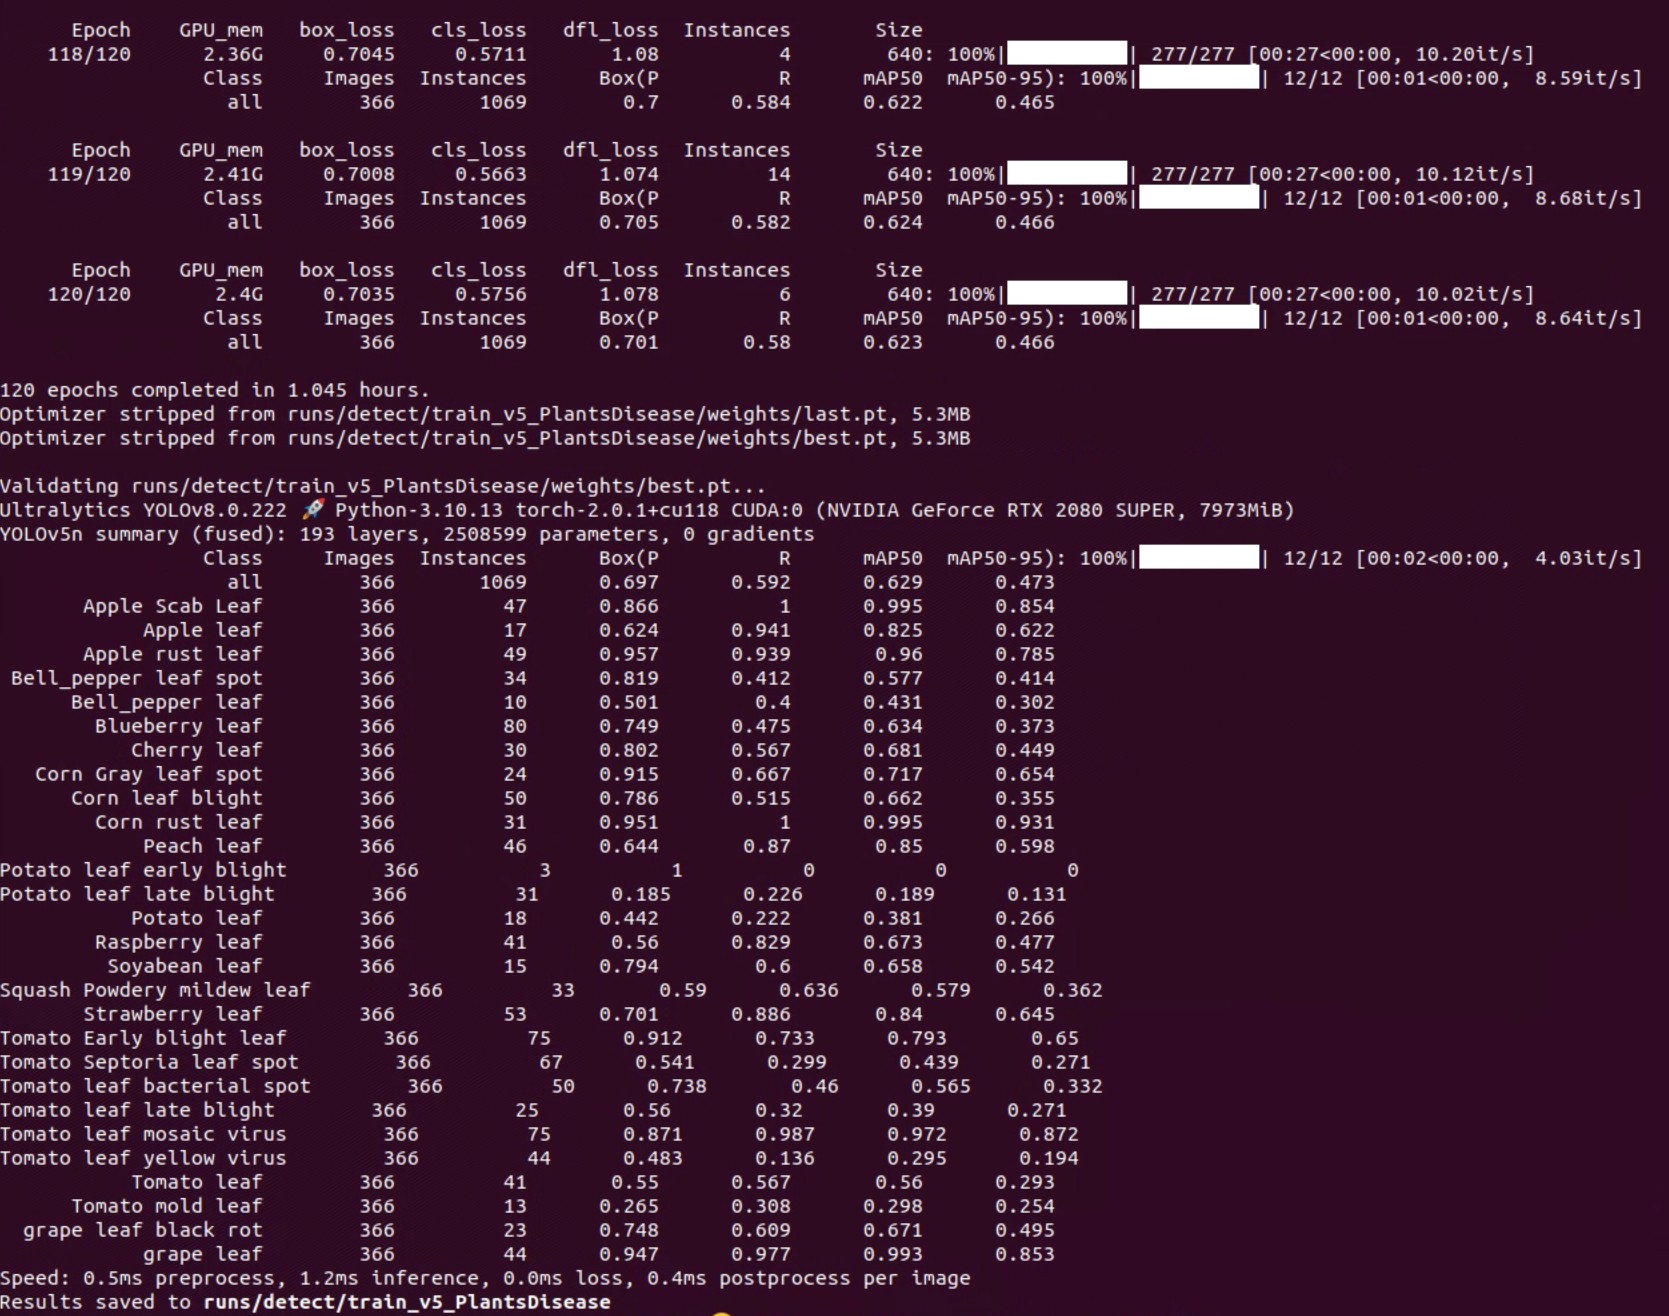 Epoch GPU_mem box_loss cls_loss dfl_loss Instances Size
118/120 2.36G 0.7045 0.5711 1.08 4 640: 100%| | 277/277 [00:27<00:00, 10.20it/s]
Class Images Instances Box(P R mAP50 mAP50-95): 100%| | 12/12 [00:01<00:00, 8.59it/s]
all 366 1069 0.7 0.584 0.622 0.465
Epoch GPU_mem box_loss cls_loss dfl_loss Instances Size
119/120 2.41G 0.7008 0.5663 1.074 14 640: 100%| | 277/277 [00:27<00:00, 10.12it/s]
Class Images Instances Box(P R mAP50 mAP50-95): 100%| | 12/12 [00:01<00:00, 8.68it/s]
all 366 1069 0.705 0.582 0.624 0.466
Epoch GPU_mem box_loss cls_loss dfl_loss Instances Size
120/120 2.4G 0.7035 0.5756 1.078 6 640: 100%| | 277/277 [00:27<00:00, 10.02it/s]
Class Images Instances Box(P R mAP50 mAP50-95): 100%| | 12/12 [00:01<00:00, 8.64it/s]
all 366 1069 0.701 0.58 0.623 0.466
120 epochs completed in 1.045 hours.
Optimizer stripped from runs/detect/train_v5_PlantsDisease/weights/last.pt, 5.3MB
Optimizer stripped from runs/detect/train_v5_PlantsDisease/weights/best.pt, 5.3MB
Validating runs/detect/train_v5_PlantsDisease/weights/best.pt...
Ultralytics YOLOv8.0.222 🚀 Python-3.10.13 torch-2.0.1+cu118 CUDA:0 (NVIDIA GeForce RTX 2080 SUPER, 7973MiB)
YOLOv5n summary (fused): 193 layers, 2508599 parameters, 0 gradients
Class Images Instances Box(P R mAP50 mAP50-95): 100%| | 12/12 [00:02<00:00, 4.03it/s]
all 366 1069 0.697 0.592 0.629 0.473
Apple Scab Leaf 366 47 0.866 1 0.995 0.854
Apple leaf 366 17 0.624 0.941 0.825 0.622
Apple rust leaf 366 49 0.957 0.939 0.96 0.785
Bell_pepper leaf spot 366 34 0.819 0.412 0.577 0.414
Bell_pepper leaf 366 10 0.501 0.4 0.431 0.302
Blueberry leaf 366 80 0.749 0.475 0.634 0.373
Cherry leaf 366 30 0.802 0.567 0.681 0.449
Corn Gray leaf spot 366 24 0.915 0.667 0.717 0.654
Corn leaf blight 366 50 0.786 0.515 0.662 0.355
Corn rust leaf 366 31 0.951 1 0.995 0.931
Peach leaf 366 46 0.644 0.87 0.85 0.598
Potato leaf early blight 366 3 1 0 0 0
Potato leaf late blight 366 31 0.185 0.226 0.189 0.131
Potato leaf 366 18 0.442 0.222 0.381 0.266
Raspberry leaf 366 41 0.56 0.829 0.673 0.477
Soyabean leaf 366 15 0.794 0.6 0.658 0.542
Squash Powdery mildew leaf 366 33 0.59 0.636 0.579 0.362
Strawberry leaf 366 53 0.701 0.886 0.84 0.645
Tomato Early blight leaf 366 75 0.912 0.733 0.793 0.65
Tomato Septoria leaf spot 366 67 0.541 0.299 0.439 0.271
Tomato leaf bacterial spot 366 50 0.738 0.46 0.565 0.332
Tomato leaf late blight 366 25 0.56 0.32 0.39 0.271
Tomato leaf mosaic virus 366 75 0.871 0.987 0.972 0.872
Tomato leaf yellow virus 366 44 0.483 0.136 0.295 0.194
Tomato leaf 366 41 0.55 0.567 0.56 0.293
Tomato mold leaf 366 13 0.265 0.308 0.298 0.254
grape leaf black rot 366 23 0.748 0.609 0.671 0.495
grape leaf 366 44 0.947 0.977 0.993 0.853
Speed: 0.5ms preprocess, 1.2ms inference, 0.0ms loss, 0.4ms postprocess per image
Results saved to runs/detect/train_v5_PlantsDisease